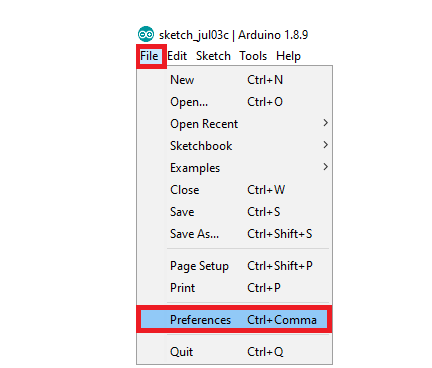 sketch_jul03c | Arduino 1.8.9
File Edit Sketch Tools Help
New Ctrl+N
Open... Ctrl+O
Open Recent
Sketchbook
Examples
Close Ctrl+W
Save Ctrl+S
Save As... Ctrl+Shift+S
Page Setup Ctrl+Shift+P
Print Ctrl+P
Preferences Ctrl+Comma
Quit Ctrl+Q